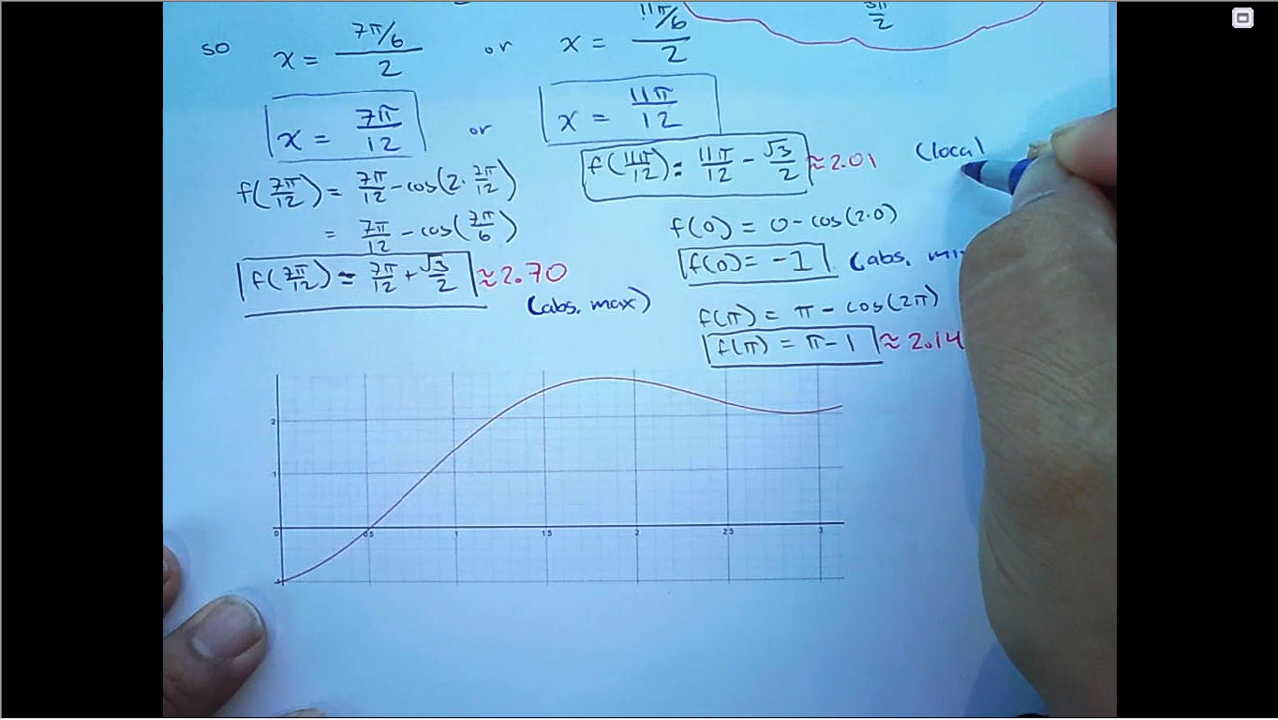 so x = 7π/6 / 2 or x = 11π/6 / 2
3π/2
x = 7π/12 or x = 11π/12
f(11π/12) = 11π/12 - √3/2 ≈ 2.01 (local
f(7π/12) = 7π/12 - cos(2·7π/12)
= 7π/12 - cos(7π/6)
f(7π/12) = 7π/12 + √3/2 ≈ 2.70
(abs. max)
f(0) = 0 - cos(2·0)
f(0) = -1 (abs.
f(π) = π - cos(2π)
f(π) = π - 1 ≈ 2.14
2
1
0 0.5 1 1.5 2 2.5 3